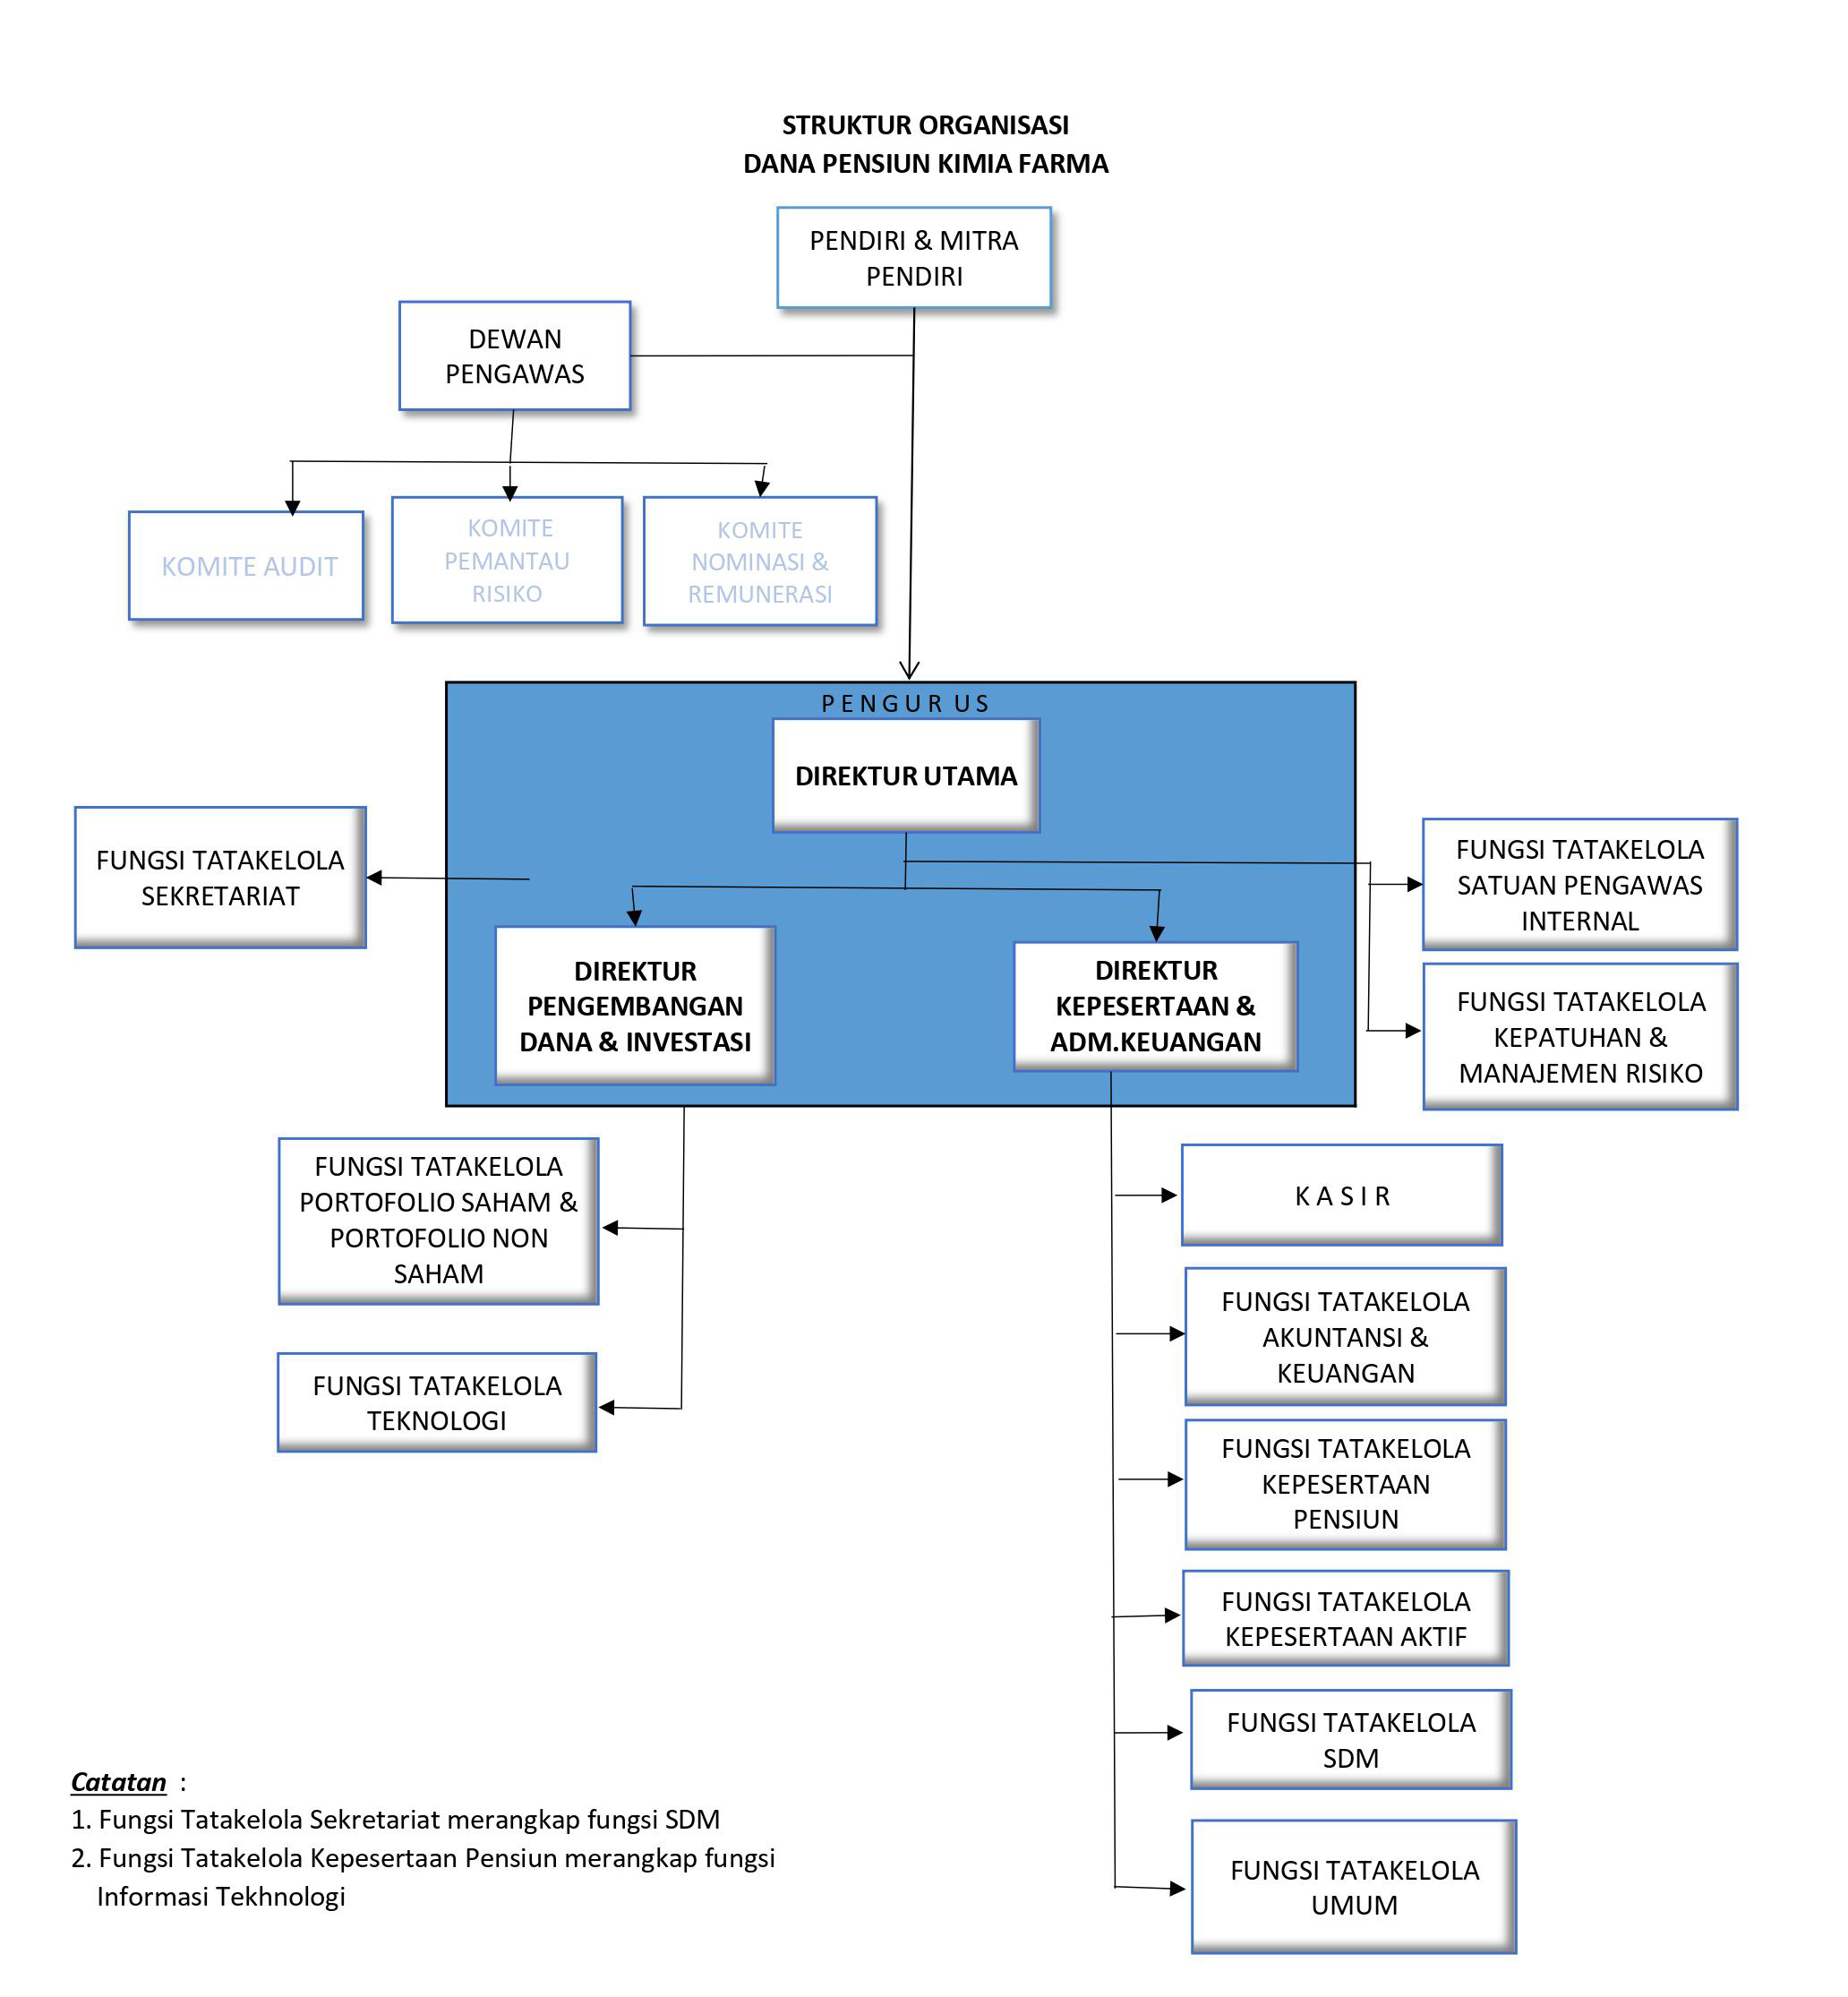 STRUKTUR ORGANISASI
DANA PENSIUN KIMIA FARMA
PENDIRI & MITRA
PENDIRI
DEWAN
PENGAWAS
KOMITE AUDIT
KOMITE
PEMANTAU
RISIKO
KOMITE
NOMINASI &
REMUNERASI
P E N G U R U S
DIREKTUR UTAMA
FUNGSI TATAKELOLA
SEKRETARIAT
FUNGSI TATAKELOLA
SATUAN PENGAWAS
INTERNAL
DIREKTUR
PENGEMBANGAN
DANA & INVESTASI
DIREKTUR
KEPESERTAAN &
ADM.KEUANGAN
FUNGSI TATAKELOLA
KEPATUHAN &
MANAJEMEN RISIKO
FUNGSI TATAKELOLA
PORTOFOLIO SAHAM &
PORTOFOLIO NON
SAHAM
FUNGSI TATAKELOLA
TEKNOLOGI
K A S I R
FUNGSI TATAKELOLA
AKUNTANSI &
KEUANGAN
FUNGSI TATAKELOLA
KEPESERTAAN
PENSIUN
FUNGSI TATAKELOLA
KEPESERTAAN AKTIF
FUNGSI TATAKELOLA
SDM
FUNGSI TATAKELOLA
UMUM
Catatan :
1. Fungsi Tatakelola Sekretariat merangkap fungsi SDM
2. Fungsi Tatakelola Kepesertaan Pensiun merangkap fungsi
Informasi Tekhnologi